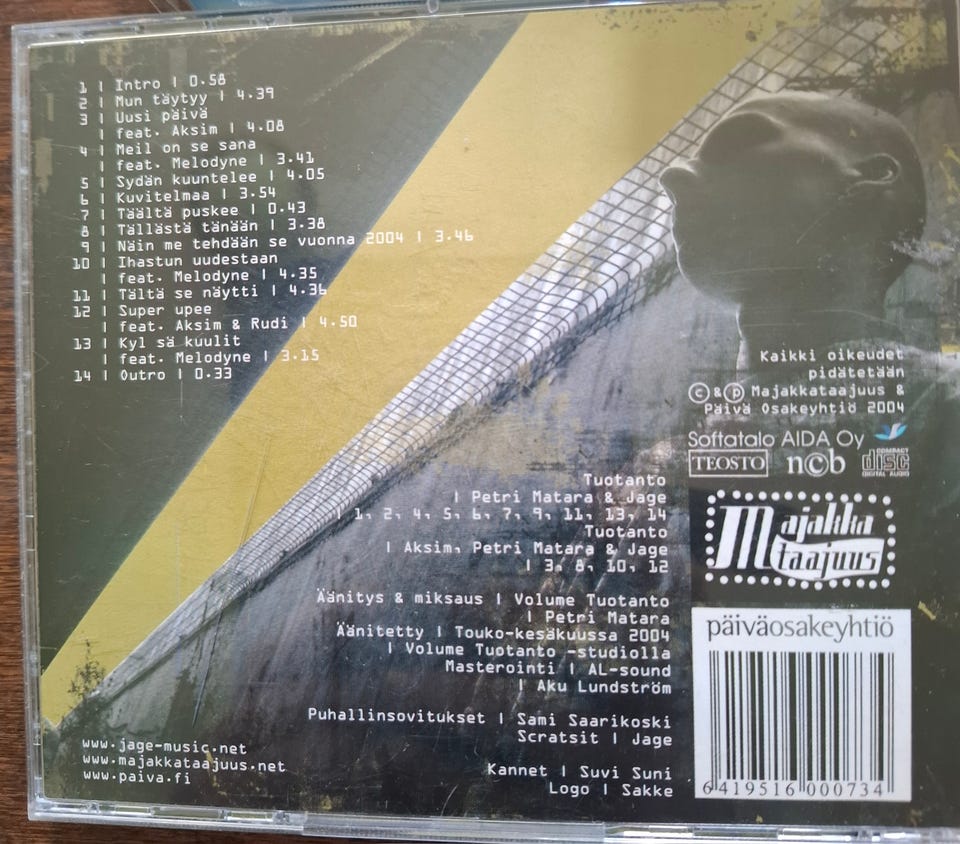 1 | Intro | 0.58
2 | Mun täytyy | 4.39
3 | Uusi päivä
| feat. Aksim | 4.08
4 | Meil on se sana
| feat. Melodyne | 3.41
5 | Sydän kuuntelee | 4.05
6 | Kuvitelmaa | 3.54
7 | Täältä puskee | 0.43
8 | Tällästä tänään | 3.38
9 | Näin me tehdään se vuonna 2004 | 3.46
10 | Ihastun uudestaan
| feat. Melodyne | 4.35
11 | Tältä se näytti | 4.36
12 | Super upee
| feat. Aksim & Rudi | 4.50
13 | Kyl sä kuulit
| feat. Melodyne | 3.15
14 | Outro | 0.33
Kaikki oikeudet
pidätetään
©&℗ Majakkataajuus &
Päivä Osakeyhtiö 2004
Softatalo AIDA Oy
TEOSTO n©b COMPACT disc DIGITAL AUDIO
Majakka
taajuus
Tuotanto
| Petri Matara & Jage
| 1, 2, 4, 5, 6, 7, 9, 11, 13, 14
Tuotanto
| Aksim, Petri Matara & Jage
| 3, 8, 10, 12
Äänitys & miksaus | Volume Tuotanto
| Petri Matara
Äänitetty | Touko-kesäkuussa 2004
| Volume Tuotanto -studiolla
Masterointi | AL-sound
| Aku Lundström
Puhallinsovitukset | Sami Saarikoski
Scratsit | Jage
Kannet | Suvi Suni
Logo | Sakke
päiväosakeyhtiö
6 419516 000734
www.jage-music.net
www.majakkataajuus.net
www.paiva.fi